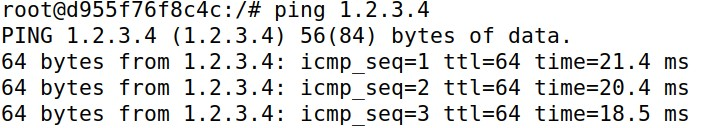 root@d955f76f8c4c:/# ping 1.2.3.4
PING 1.2.3.4 (1.2.3.4) 56(84) bytes of data.
64 bytes from 1.2.3.4: icmp_seq=1 ttl=64 time=21.4 ms
64 bytes from 1.2.3.4: icmp_seq=2 ttl=64 time=20.4 ms
64 bytes from 1.2.3.4: icmp_seq=3 ttl=64 time=18.5 ms